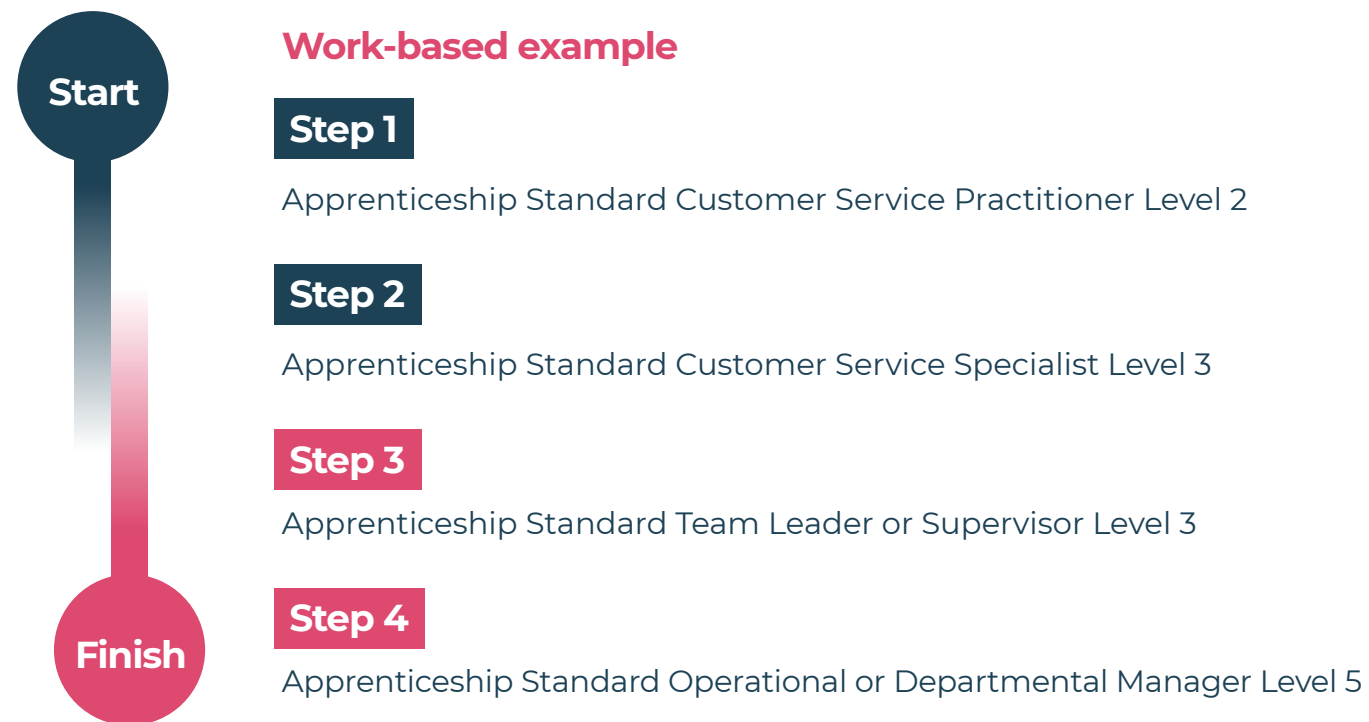 Start
Work-based example
Step 1
Apprenticeship Standard Customer Service Practitioner Level 2
Step 2
Apprenticeship Standard Customer Service Specialist Level 3
Step 3
Apprenticeship Standard Team Leader or Supervisor Level 3
Step 4
Finish
Apprenticeship Standard Operational or Departmental Manager Level 5